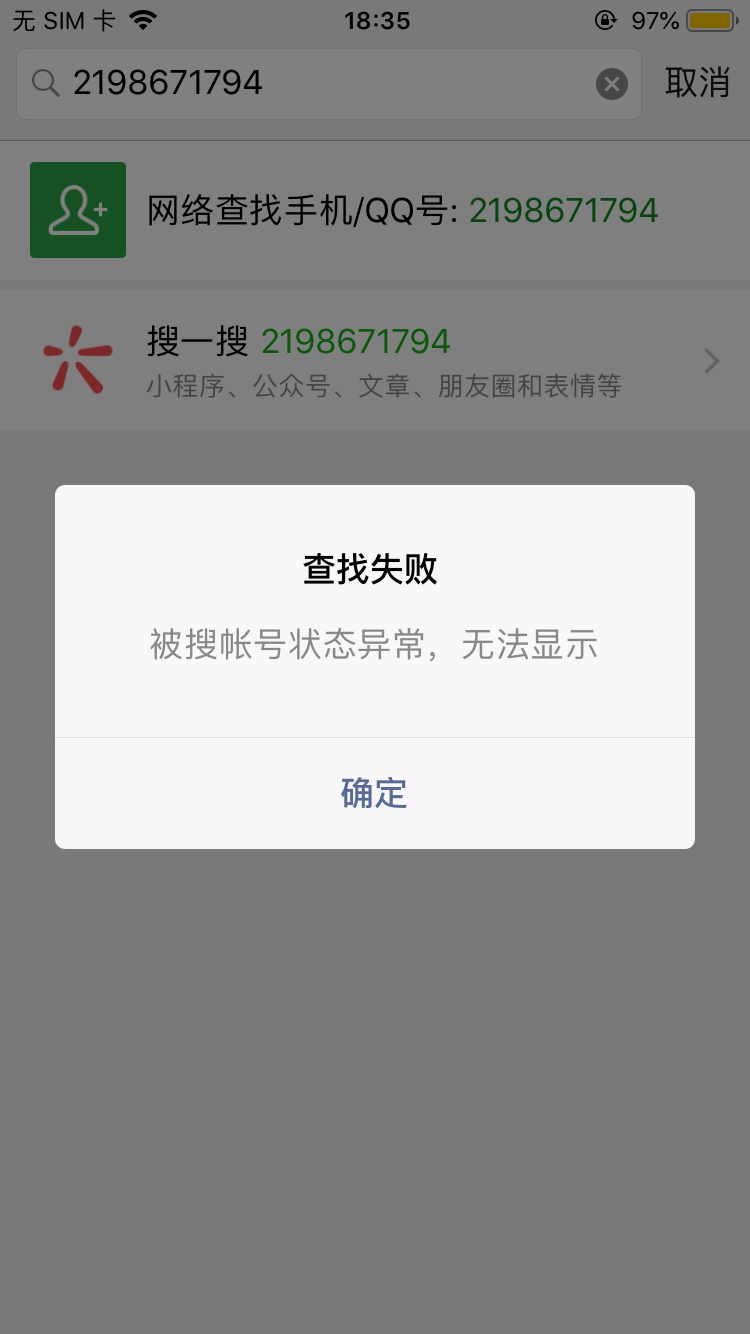 无 SIM 卡 18:35 97%
2198671794 取消
网络查找手机/QQ号: 2198671794
搜一搜 2198671794
小程序、公众号、文章、朋友圈和表情等
查找失败
被搜帐号状态异常，无法显示
确定